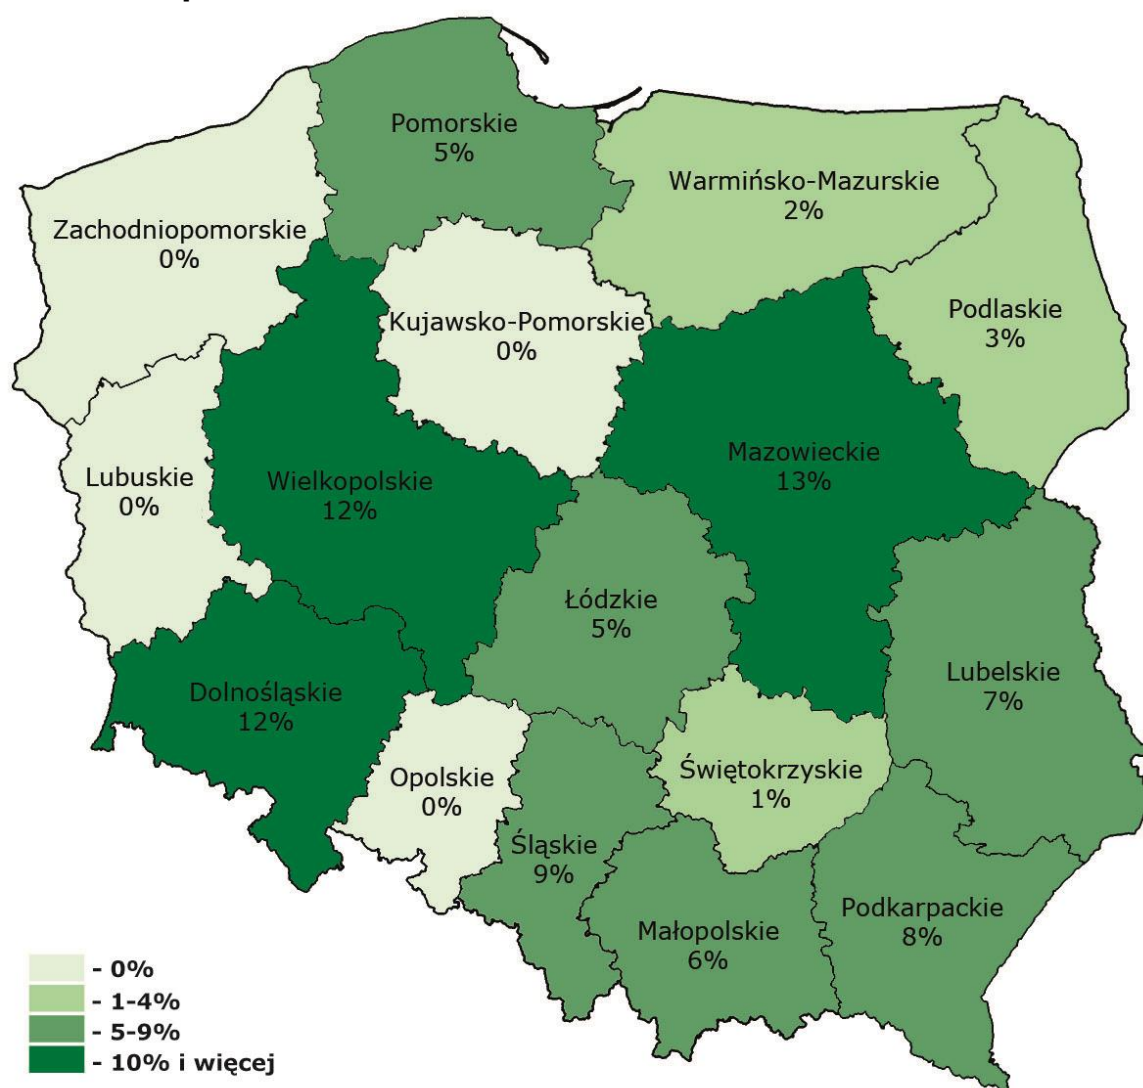 Pomorskie
5%
Warmińsko-Mazurskie
2%
Zachodniopomorskie
0%
Podlaskie
3%
Kujawsko-Pomorskie
0%
Mazowieckie
13%
Lubuskie
0%
Wielkopolskie
12%
Łódzkie
5%
Lubelskie
7%
Dolnośląskie
12%
Opolskie
0%
Świętokrzyskie
1%
Śląskie
9%
Małopolskie
6%
Podkarpackie
8%
- 0%
- 1-4%
- 5-9%
- 10% i więcej